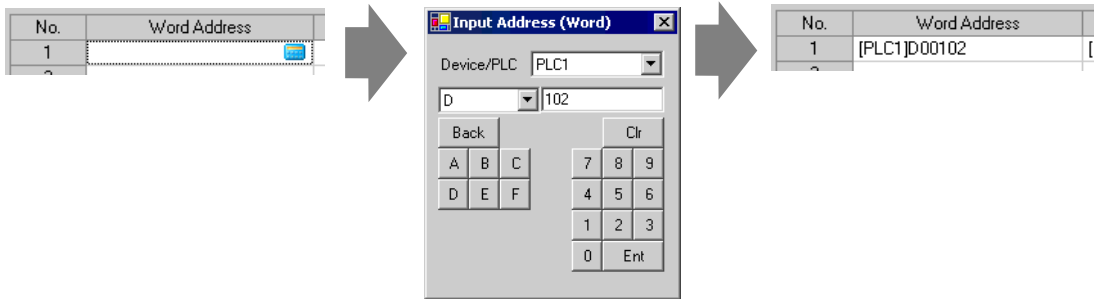 No. Word Address
1
Input Address (Word)
Device/PLC PLC1
D 102
Back Clr
A B C 7 8 9
D E F 4 5 6
1 2 3
0 Ent
No. Word Address
1 [PLC1]D00102 [